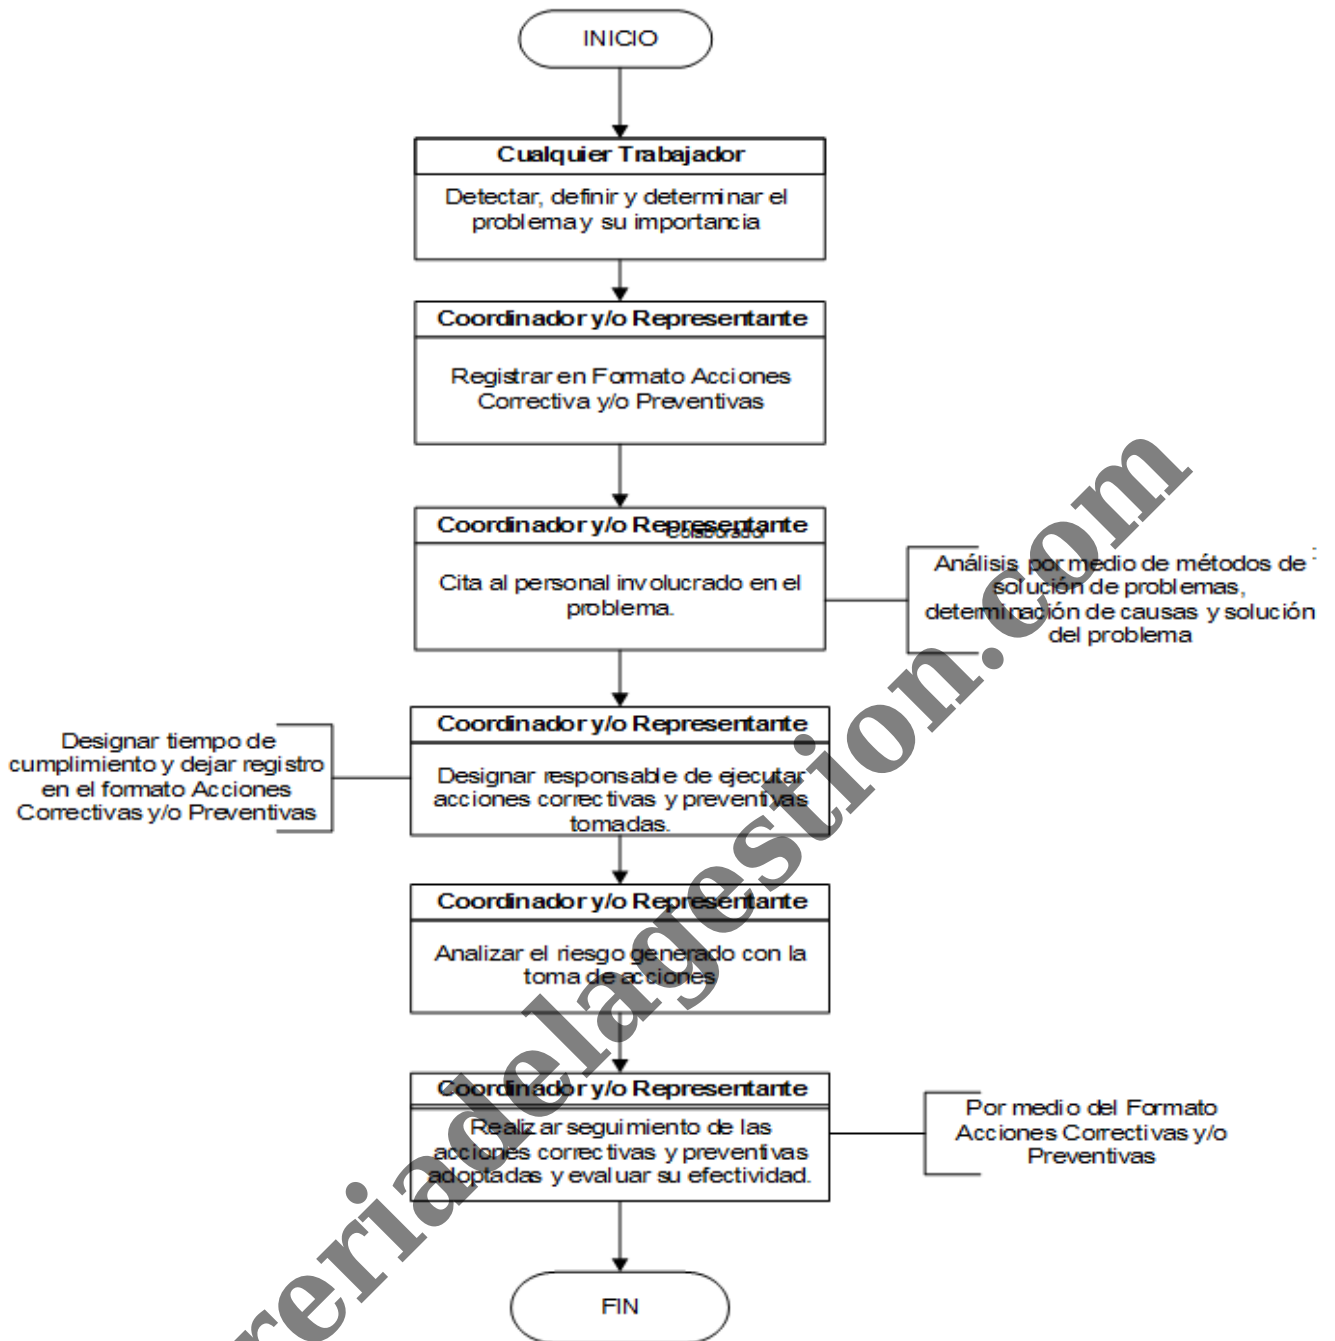 INICIO
Cualquier Trabajador
Detectar, definir y determinar el
problema y su importancia
Coordinador y/o Representante
Registrar en Formato Acciones
Correctiva y/o Preventivas
Coordinador y/o Representante
Colaborador
Cita al personal involucrado en el
problema.
Análisis por medio de métodos de
solución de problemas,
determinación de causas y solución
del problema
Coordinador y/o Representante
Designar responsable de ejecutar
acciones correctivas y preventivas
tomadas.
Designar tiempo de
cumplimiento y dejar registro
en el formato Acciones
Correctivas y/o Preventivas
Coordinador y/o Representante
Analizar el riesgo generado con la
toma de acciones
Coordinador y/o Representante
Realizar seguimiento de las
acciones correctivas y preventivas
adoptadas y evaluar su efectividad.
Por medio del Formato
Acciones Correctivas y/o
Preventivas
FIN
reriadelagestion.com